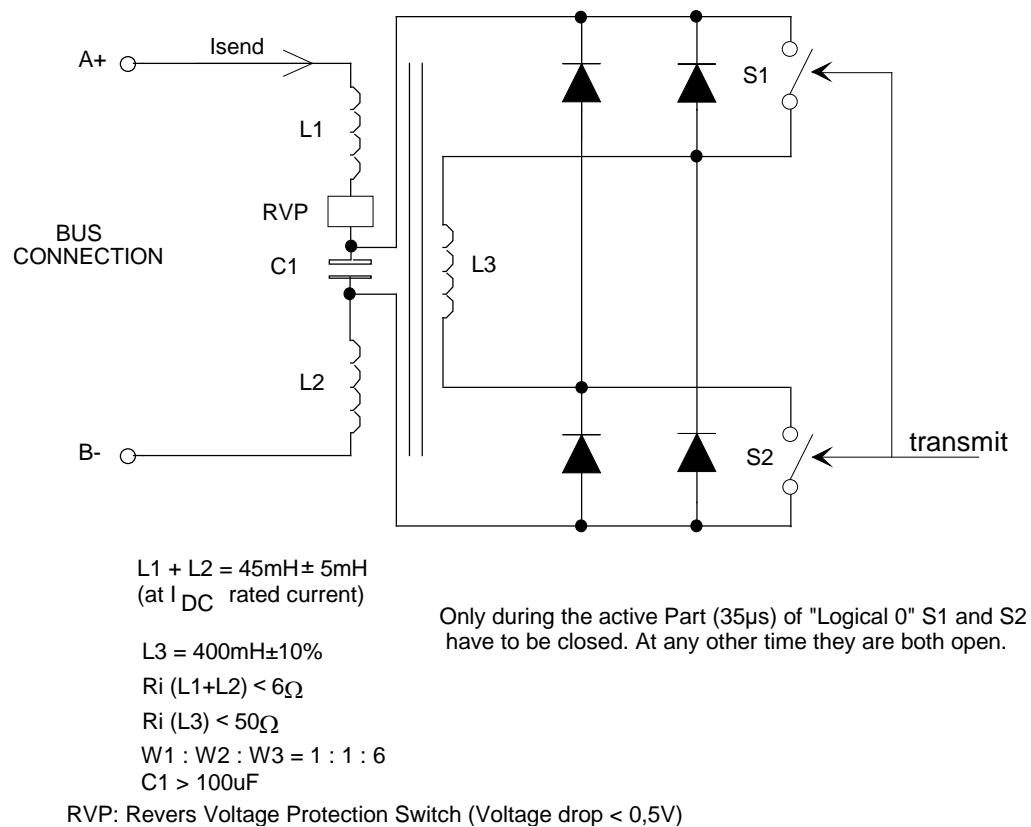 A+
Isend
S1
L1
RVP
BUS
CONNECTION
C1
L3
L2
B-
S2
transmit
L1 + L2 = 45mH± 5mH
(at I DC rated current)
Only during the active Part (35µs) of "Logical 0" S1 and S2
have to be closed. At any other time they are both open.
L3 = 400mH±10%
Ri (L1+L2) < 6Ω
Ri (L3) < 50Ω
W1 : W2 : W3 = 1 : 1 : 6
C1 > 100uF
RVP: Revers Voltage Protection Switch (Voltage drop < 0,5V)